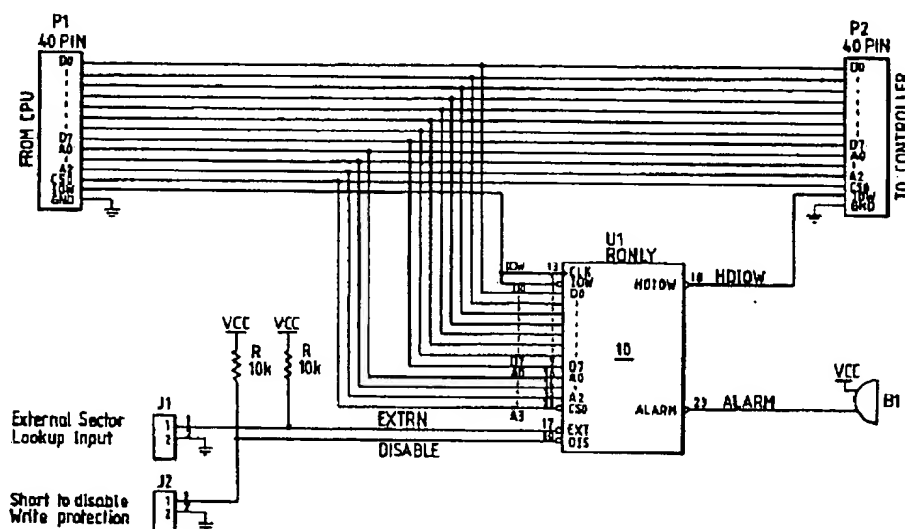 P1
40 PIN
FROM CPU
D0
D7
A0
A2
CS0
IOW
GND
P2
40 PIN
TO CONTROLLER
D0
D7
A0
A2
CS0
IOW
GND
U1
RONLY
IOW
13
CLK
IOW
D0
D7
A0
A2
CS0
EXT
DIS
D7
A0
A3
17
HDIOW
18
HDIOW
10
ALARM
23
ALARM
VCC
B1
VCC
R
10k
VCC
R
10k
J1
External Sector
Lookup Input
1
2
EXTRN
DISABLE
J2
Short to disable
Write protection
1
2